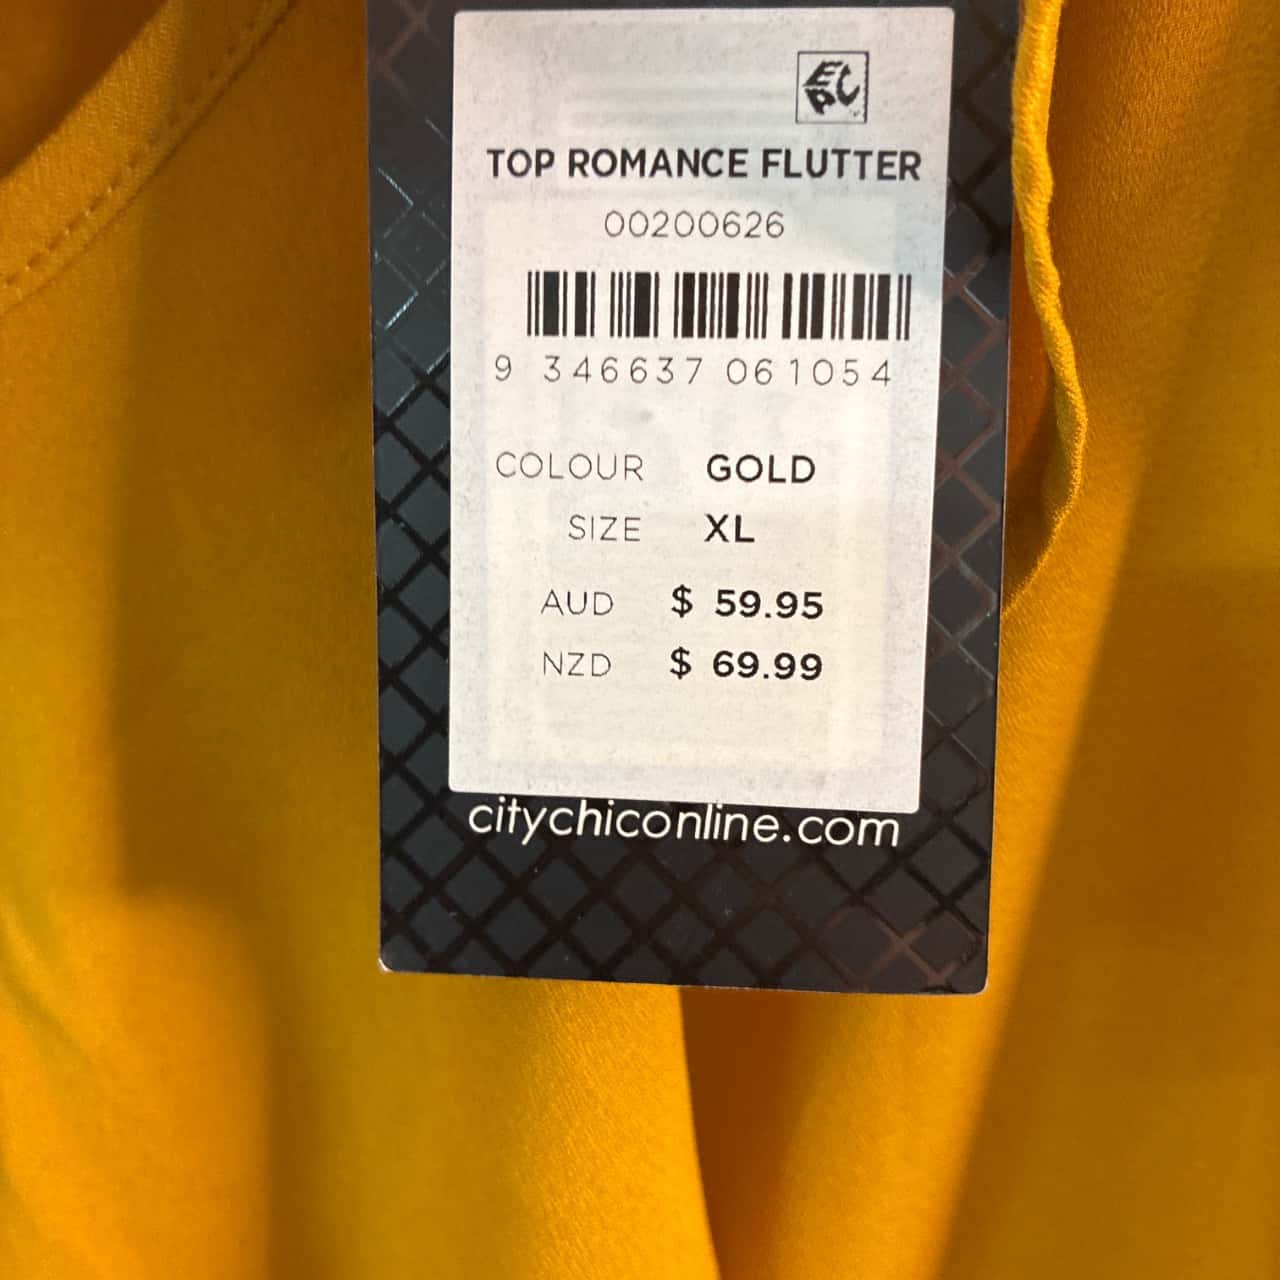 EPC
TOP ROMANCE FLUTTER
00200626
9 346637 061054
COLOUR GOLD
SIZE XL
AUD $ 59.95
NZD $ 69.99
citychiconline.com